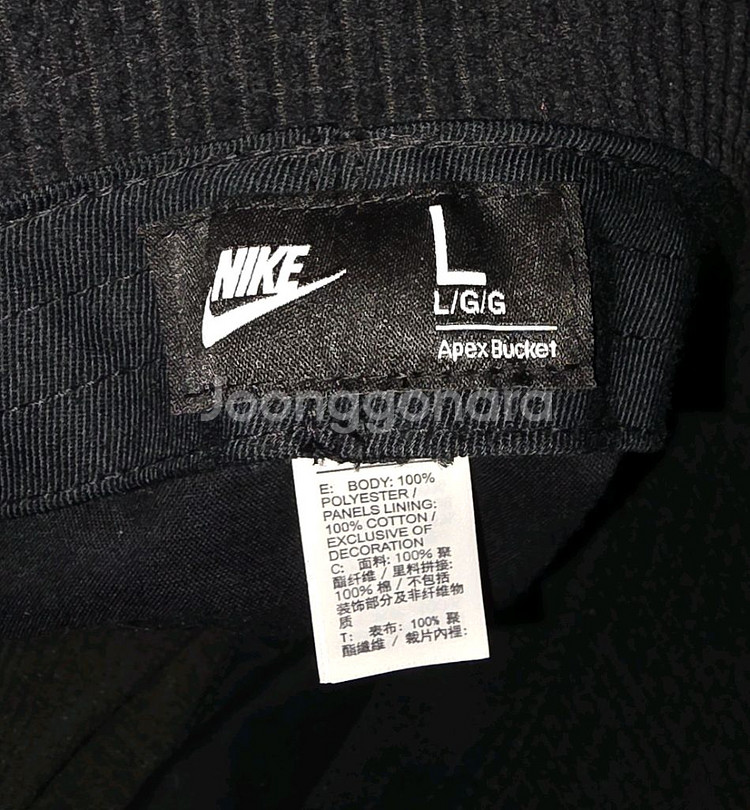 NIKE
L
L/G/G
Apex Bucket
Joonggonara
E: BODY: 100%
POLYESTER /
PANELS LINING:
100% COTTON /
EXCLUSIVE OF
DECORATION
C: 面料: 100% 聚
酯纤维 / 里料拼接:
100% 棉 / 不包括
装饰部分及非纤维物
质
T: 表布: 100% 聚
酯纖維 / 裁片內裡: